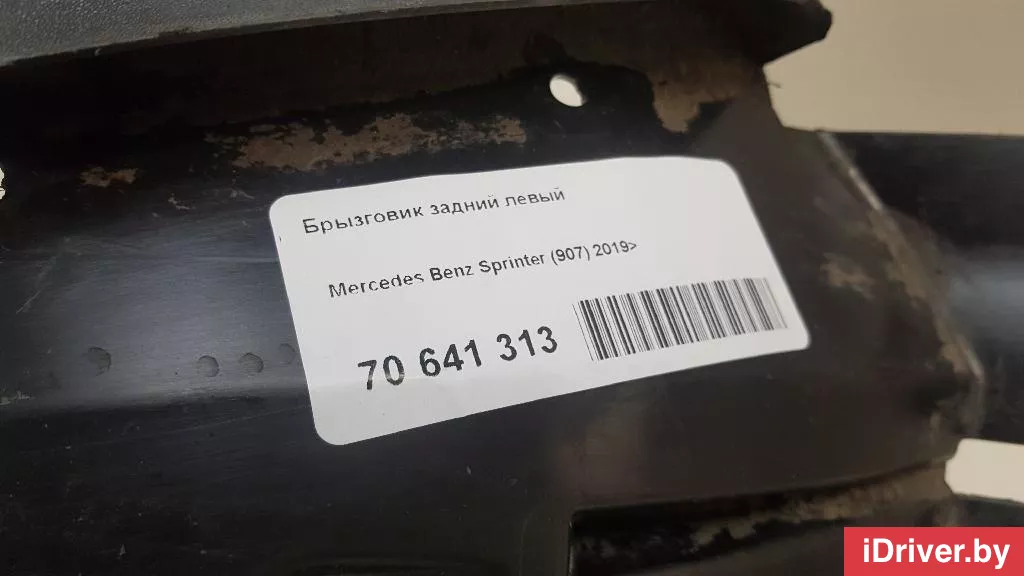 Брызговик задний левый
Mercedes Benz Sprinter (907) 2019>
70 641 313
iDriver.by